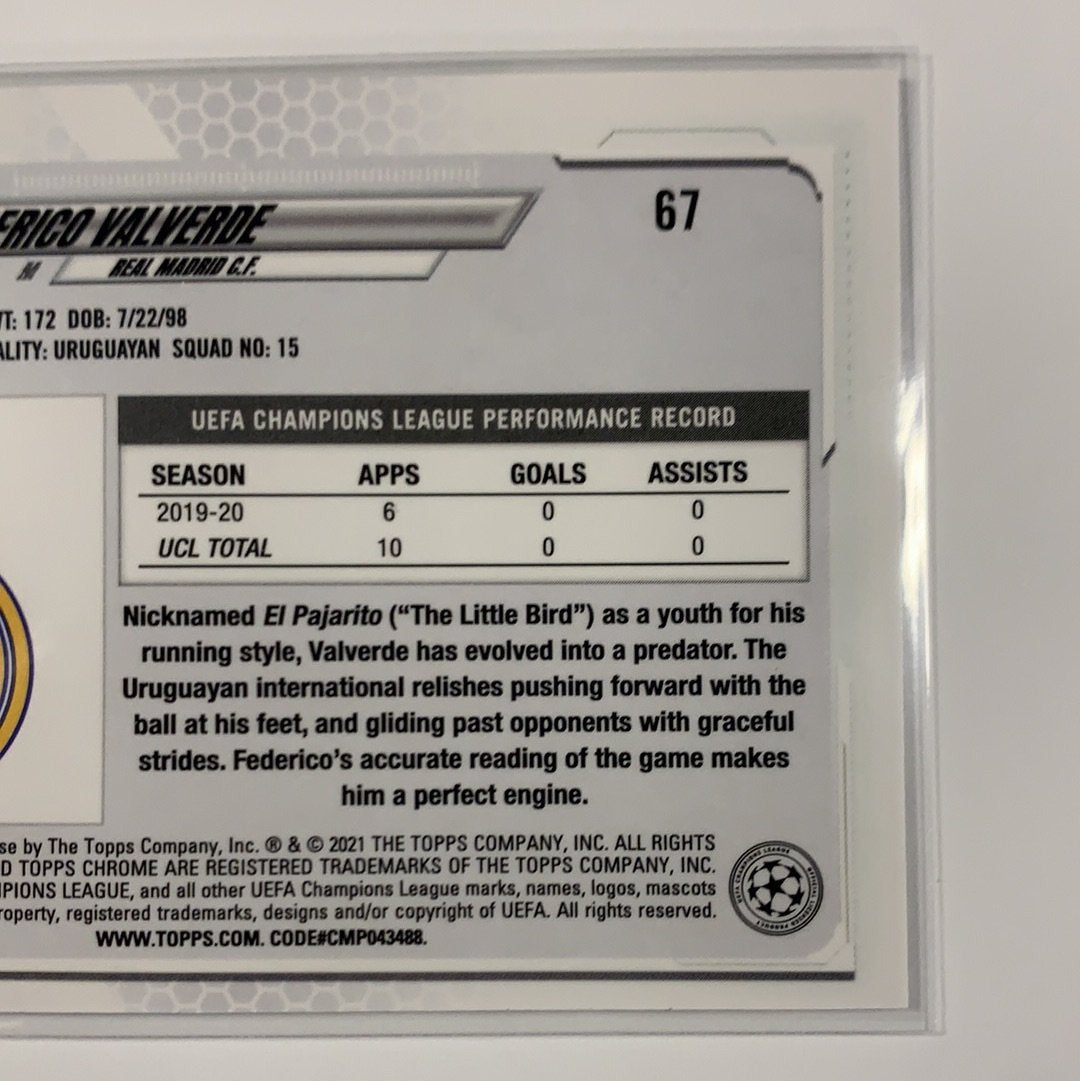 ERICO VALVERDE
67
M REAL MADRID C.F.
T: 172 DOB: 7/22/98
ALITY: URUGUAYAN SQUAD NO: 15
UEFA CHAMPIONS LEAGUE PERFORMANCE RECORD
SEASON APPS GOALS ASSISTS
2019-20 6 0 0
UCL TOTAL 10 0 0
Nicknamed El Pajarito (“The Little Bird”) as a youth for his
running style, Valverde has evolved into a predator. The
Uruguayan international relishes pushing forward with the
ball at his feet, and gliding past opponents with graceful
strides. Federico’s accurate reading of the game makes
him a perfect engine.
se by The Topps Company, Inc. ® & © 2021 THE TOPPS COMPANY, INC. ALL RIGHTS
D TOPPS CHROME ARE REGISTERED TRADEMARKS OF THE TOPPS COMPANY, INC.
PIONS LEAGUE, and all other UEFA Champions League marks, names, logos, mascots
roperty, registered trademarks, designs and/or copyright of UEFA. All rights reserved.
WWW.TOPPS.COM. CODE#CMP043488.
UEFA CHAMPIONS LEAGUE
OFFICIAL LICENSED PRODUCT